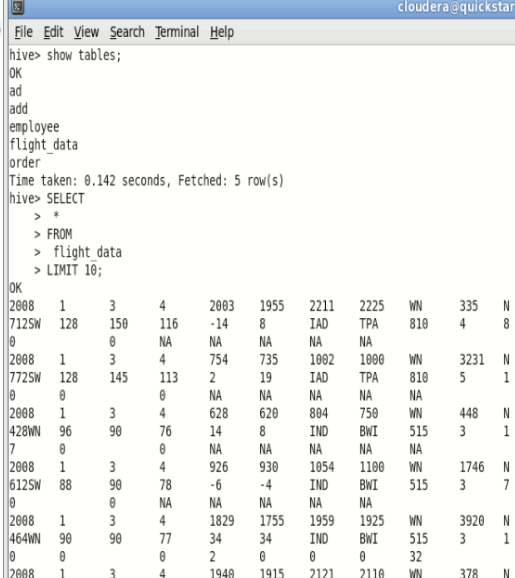 cloudera@quickstar
File Edit View Search Terminal Help
hive> show tables;
OK
ad
add
employee
flight_data
order
Time taken: 0.142 seconds, Fetched: 5 row(s)
hive> SELECT
    > *
    > FROM
    > flight_data
    > LIMIT 10;
OK
2008 1 3 4 2003 1955 2211 2225 WN 335 N
712SW 128 150 116 -14 8 IAD TPA 810 4 8
0 0 NA NA NA NA NA
2008 1 3 4 754 735 1002 1000 WN 3231 N
772SW 128 145 113 2 19 IAD TPA 810 5 1
0 0 0 NA NA NA NA NA
2008 1 3 4 628 620 804 750 WN 448 N
428WN 96 90 76 14 8 IND BWI 515 3 1
7 0 0 NA NA NA NA NA
2008 1 3 4 926 930 1054 1100 WN 1746 N
612SW 88 90 78 -6 -4 IND BWI 515 3 7
0 0 NA NA NA NA NA
2008 1 3 4 1829 1755 1959 1925 WN 3920 N
464WN 90 90 77 34 34 IND BWI 515 3 1
0 0 0 2 0 0 0 32
2008 1 3 4 1940 1915 2121 2110 WN 378 N